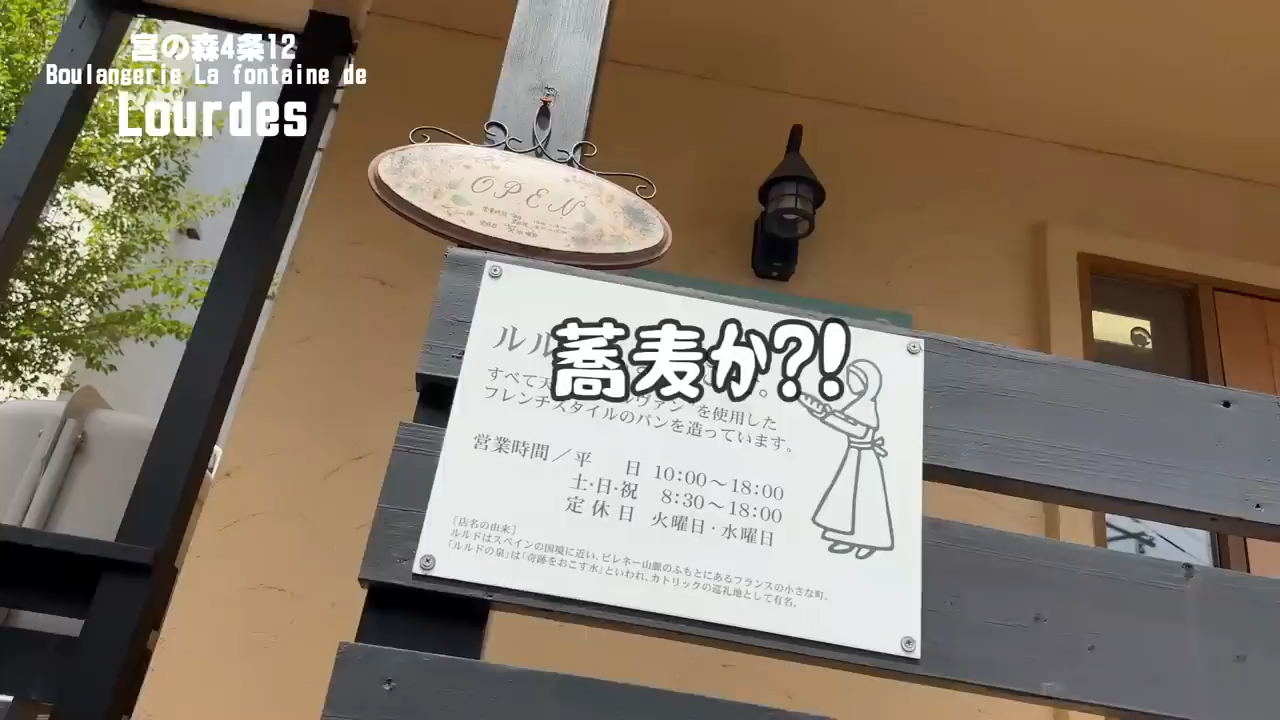 宮の森4条12
Boulangerie La fontaine de
Lourdes
OPEN
蕎麦か?!
ルル
すべて天
ルヴァン"を使用した
フレンチスタイルのパンを造っています。
営業時間/平 日 10:00〜18:00
土・日・祝 8:30〜18:00
定休日 火曜日・水曜日
[店名の由来]
ルルドはスペインの国境に近い、ピレネー山脈のふもとにあるフランスの小さな町。
「ルルドの泉」は「奇跡をおこす水」といわれ、カトリックの巡礼地として有名。